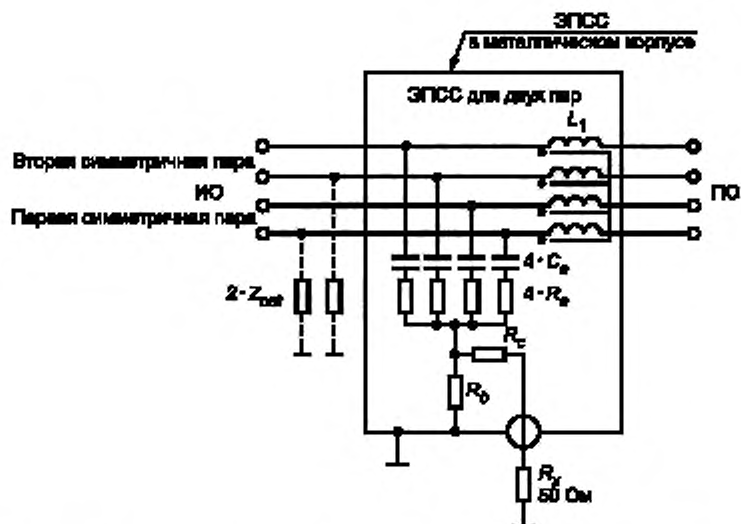 ЭПСС
в металлическом корпусе
ЭПСС для двух пар
L1
Вторая симметричная пара
ИО
ПО
Первая симметричная пара
4·Ca
2·Zcat
4·Ra
Rc
Rb
RV
50 Ом